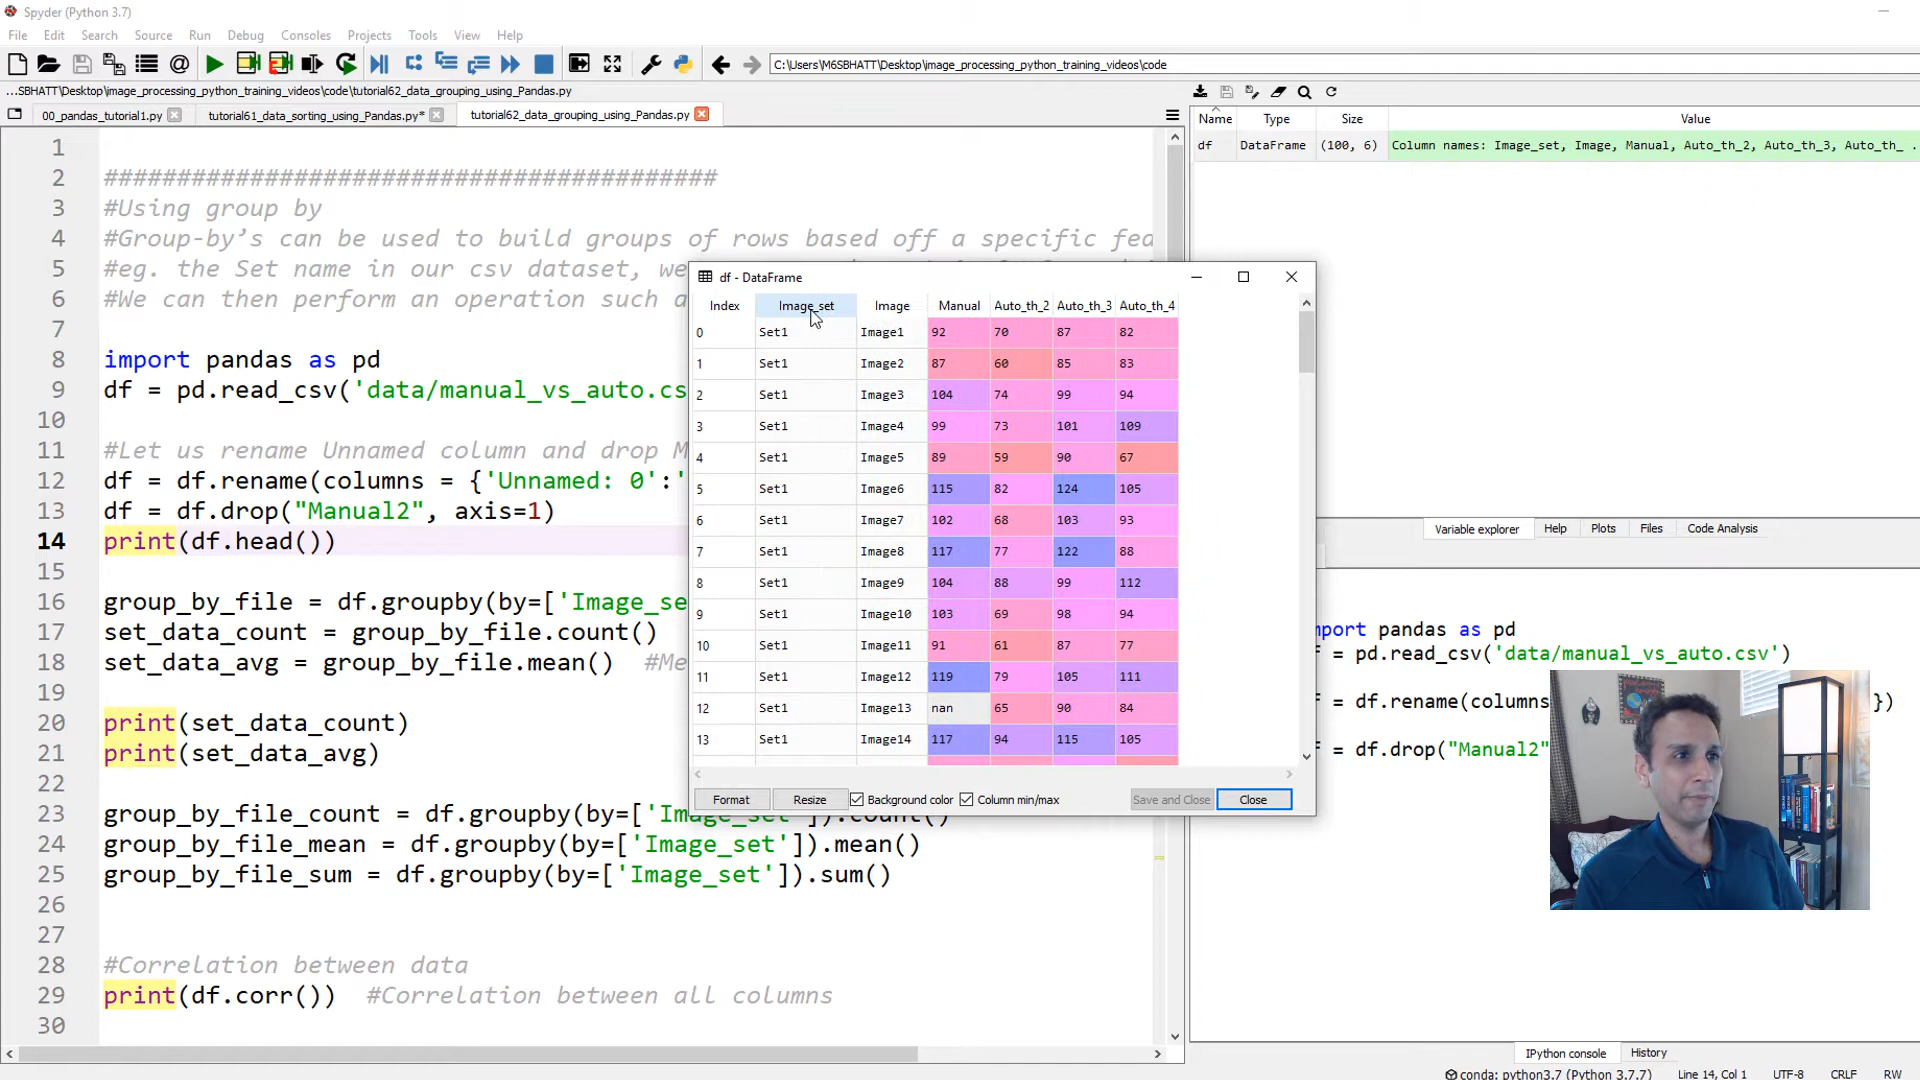 Spyder (Python 3.7)
File Edit Search Source Run Debug Consoles Projects Tools View Help
C:\Users\M6SBHATT\Desktop\image_processing_python_training_videos\code
...SBHATT\Desktop\image_processing_python_training_videos\code\tutorial62_data_grouping_using_Pandas.py
00_pandas_tutorial1.py tutorial61_data_sorting_using_Pandas.py* tutorial62_data_grouping_using_Pandas.py
Name Type Size Value
df DataFrame (100, 6) Column names: Image_set, Image, Manual, Auto_th_2, Auto_th_3, Auto_th_ .
1
2 ##########################################
3 #Using group by
4 #Group-by’s can be used to build groups of rows based off a specific fea
5 #eg. the Set name in our csv dataset, we
6 #We can then perform an operation such a
7
8 import pandas as pd
9 df = pd.read_csv('data/manual_vs_auto.cs
10
11 #Let us rename Unnamed column and drop M
12 df = df.rename(columns = {'Unnamed: 0':'
13 df = df.drop("Manual2", axis=1)
14 print(df.head())
15
16 group_by_file = df.groupby(by=['Image_se
17 set_data_count = group_by_file.count()
18 set_data_avg = group_by_file.mean() #Me
19
20 print(set_data_count)
21 print(set_data_avg)
23 group_by_file_count = df.groupby(by=['Image_set']).count()
24 group_by_file_mean = df.groupby(by=['Image_set']).mean()
25 group_by_file_sum = df.groupby(by=['Image_set']).sum()
26
27
28 #Correlation between data
29 print(df.corr()) #Correlation between all columns
30
df - DataFrame
Index Image_set Image Manual Auto_th_2 Auto_th_3 Auto_th_4
0 Set1 Image1 92 70 87 82
1 Set1 Image2 87 60 85 83
2 Set1 Image3 104 74 99 94
3 Set1 Image4 99 73 101 109
4 Set1 Image5 89 59 90 67
5 Set1 Image6 115 82 124 105
6 Set1 Image7 102 68 103 93
7 Set1 Image8 117 77 122 88
8 Set1 Image9 104 88 99 112
9 Set1 Image10 103 69 98 94
10 Set1 Image11 91 61 87 77
11 Set1 Image12 119 79 105 111
12 Set1 Image13 nan 65 90 84
13 Set1 Image14 117 94 115 105
Format Resize Background color Column min/max Save and Close Close
Variable explorer Help Plots Files Code Analysis
mport pandas as pd
f = pd.read_csv('data/manual_vs_auto.csv')
f = df.rename(columns })
f = df.drop("Manual2"
IPython console History
conda: python3.7 (Python 3.7.7) Line 14, Col 1 UTF-8 CRLF RW